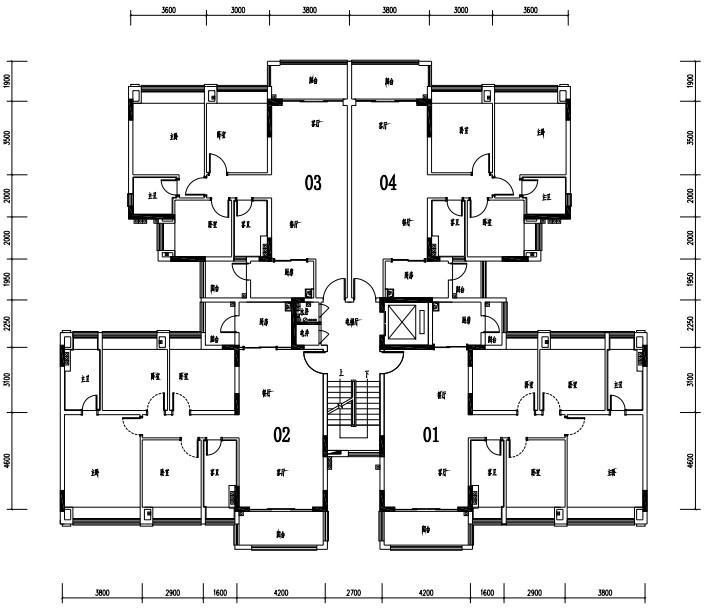 3600 3000 3800 3800 3000 3600
1900 阳台 阳台 1900
3500 主卧 卧室 客厅 客厅 卧室 主卧 3500
03 04
2000 主卫 主卫 2000
2000 卧室 客卫 餐厅 餐厅 客卫 卧室 2000
1950 厨房 厨房 1950
阳台 阳台
2250 厨房 水井 电梯厅 厨房 2250
阳台 电井 阳台
3100 主卫 卧室 卧室 上 下 卧室 卧室 主卫 3100
餐厅 餐厅
02 01
4600 主卧 卧室 客卫 客厅 客厅 客卫 卧室 主卧 4600
阳台 阳台
3800 2900 1600 4200 2700 4200 1600 2900 3800